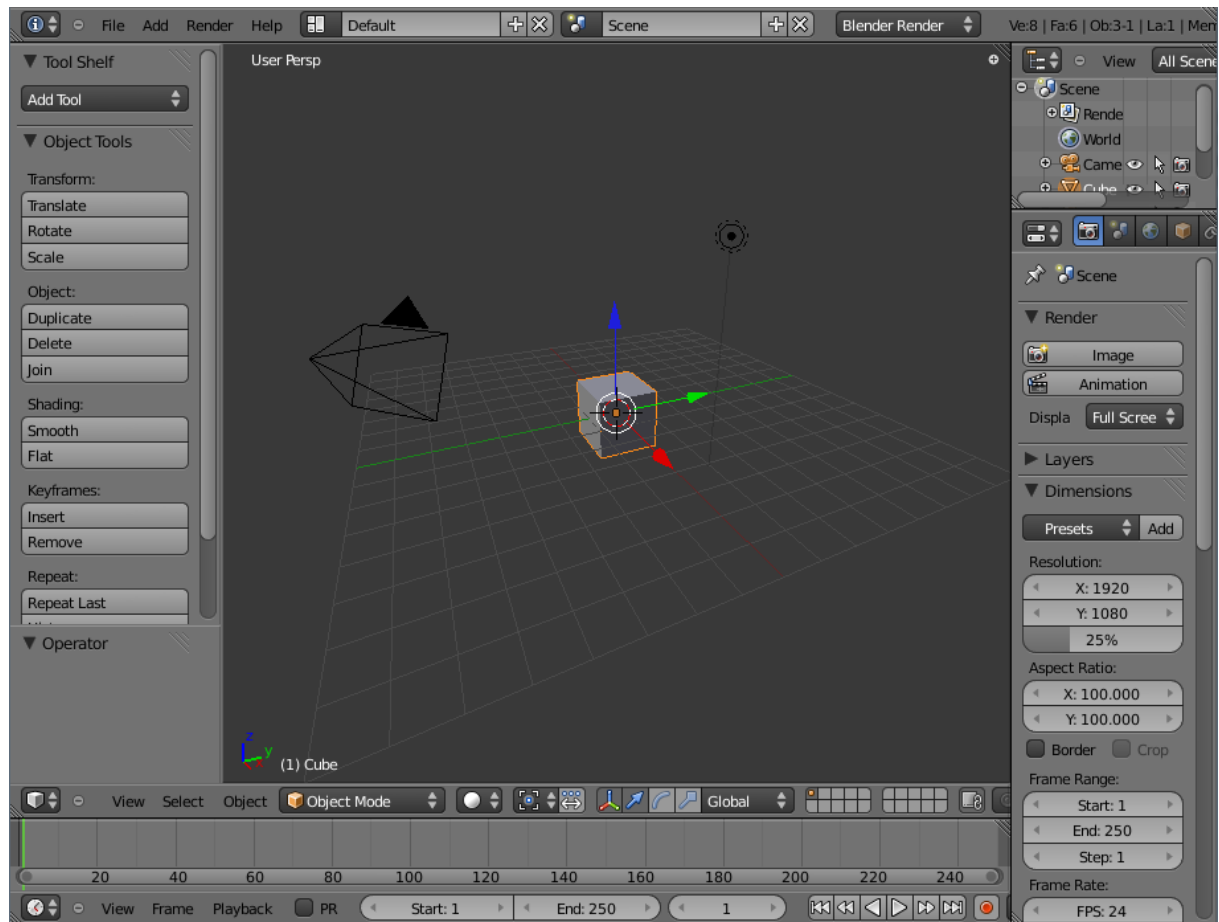 File Add Render Help Default Scene Blender Render Ve:8 | Fa:6 | Ob:3-1 | La:1 | Mem
Tool Shelf
Add Tool
Object Tools
Transform:
Translate
Rotate
Scale
Object:
Duplicate
Delete
Join
Shading:
Smooth
Flat
Keyframes:
Insert
Remove
Repeat:
Repeat Last
Operator
User Persp
z
y
x
(1) Cube
View Select Object Object Mode Global
20 40 60 80 100 120 140 160 180 200 220 240
View Frame Playback PR Start: 1 End: 250 1
View All Scene
Scene
Rende
World
Came
Cube
Scene
Render
Image
Animation
Displa Full Scree
Layers
Dimensions
Presets Add
Resolution:
X: 1920
Y: 1080
25%
Aspect Ratio:
X: 100.000
Y: 100.000
Border Crop
Frame Range:
Start: 1
End: 250
Step: 1
Frame Rate:
FPS: 24